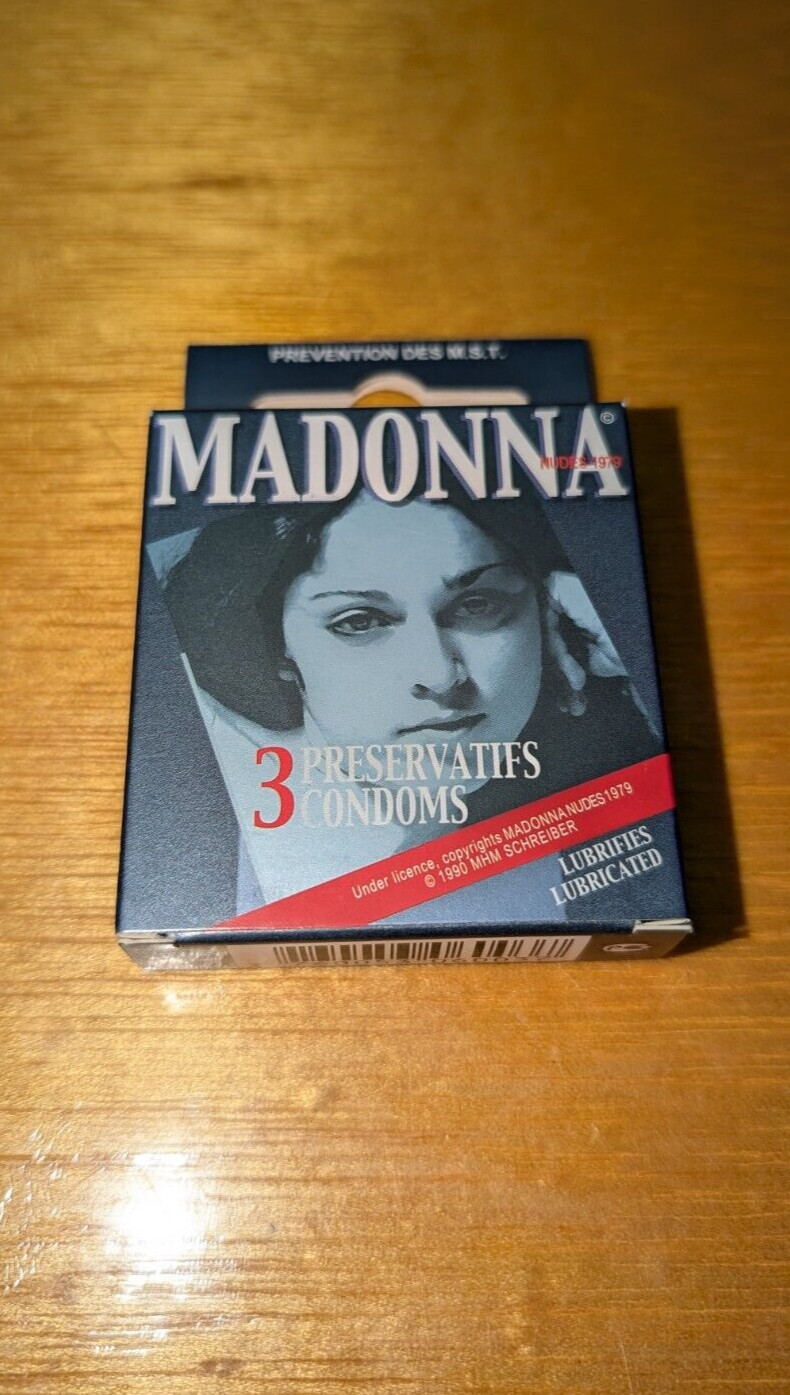 PREVENTION DES M.S.T.
MADONNA ©
NUDES 1979
3 PRESERVATIFS
CONDOMS
Under licence, copyrights MADONNA NUDES 1979
© 1990 MHM SCHREIBER
LUBRIFIES
LUBRICATED